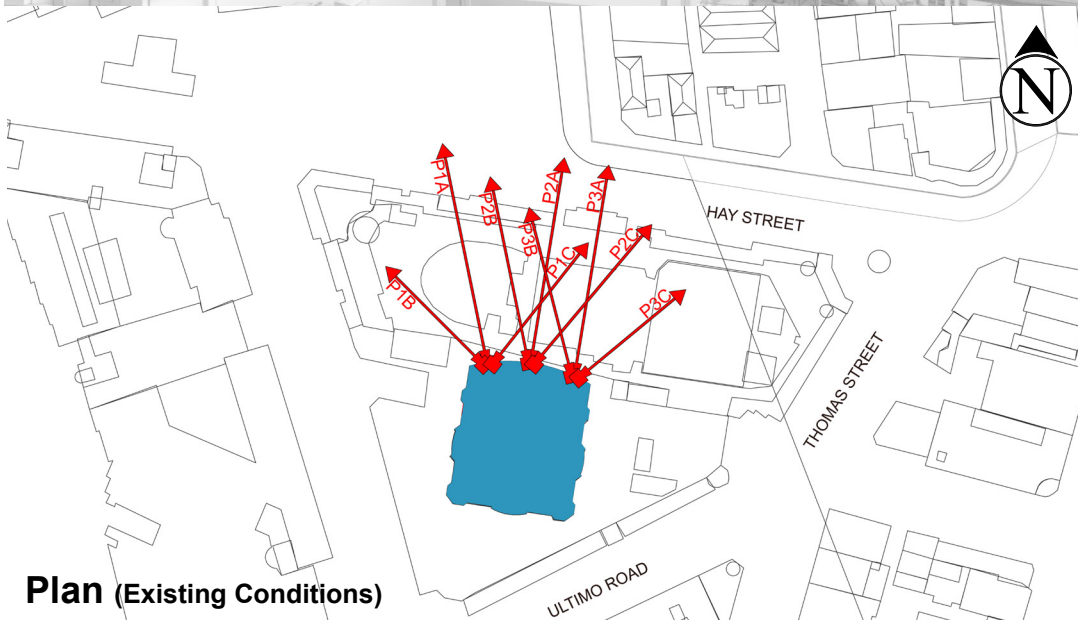 N
P1A
P2B
P2A
P3A
P3B
P1C
P2C
P1B
P3C
HAY STREET
THOMAS STREET
ULTIMO ROAD
Plan (Existing Conditions)